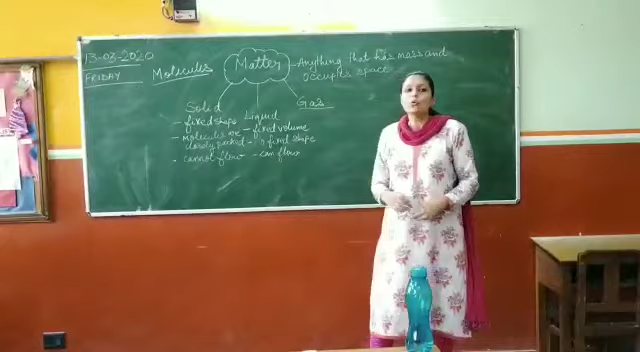 13-03-2020
FRIDAY
Molecules
Matter
Anything that has mass and
occupies space
Solid
- fixed shape
- molecules are
closely packed
- cannot flow
Liquid
- fixed volume
- no fixed shape
- can flow
Gas